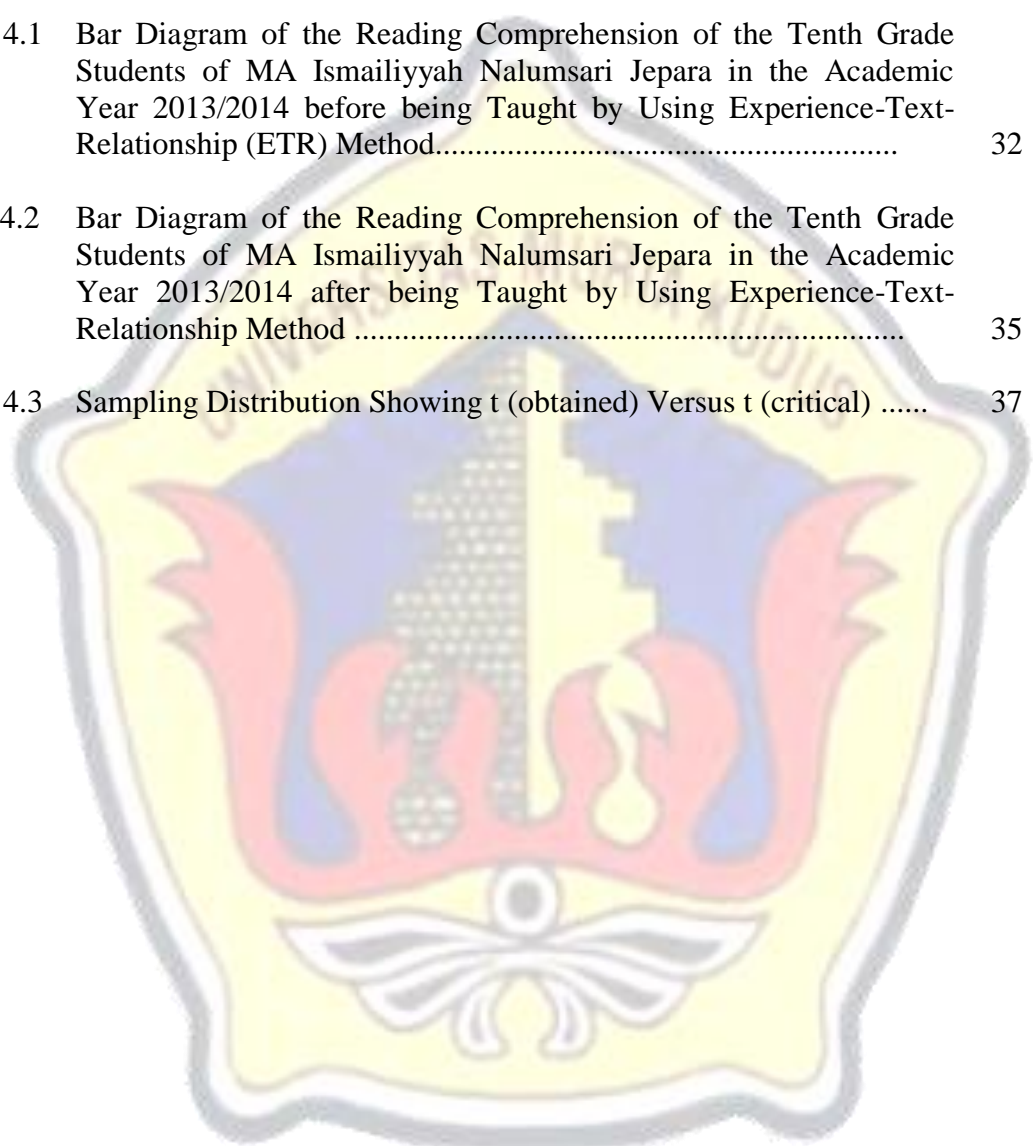 4.1 Bar Diagram of the Reading Comprehension of the Tenth Grade
Students of MA Ismailiyyah Nalumsari Jepara in the Academic
Year 2013/2014 before being Taught by Using Experience-Text-
Relationship (ETR) Method.................................................... 32
4.2 Bar Diagram of the Reading Comprehension of the Tenth Grade
Students of MA Ismailiyyah Nalumsari Jepara in the Academic
Year 2013/2014 after being Taught by Using Experience-Text-
Relationship Method .............................................................. 35
4.3 Sampling Distribution Showing t (obtained) Versus t (critical) ...... 37
UNIVERSITAS MURIA KUDUS